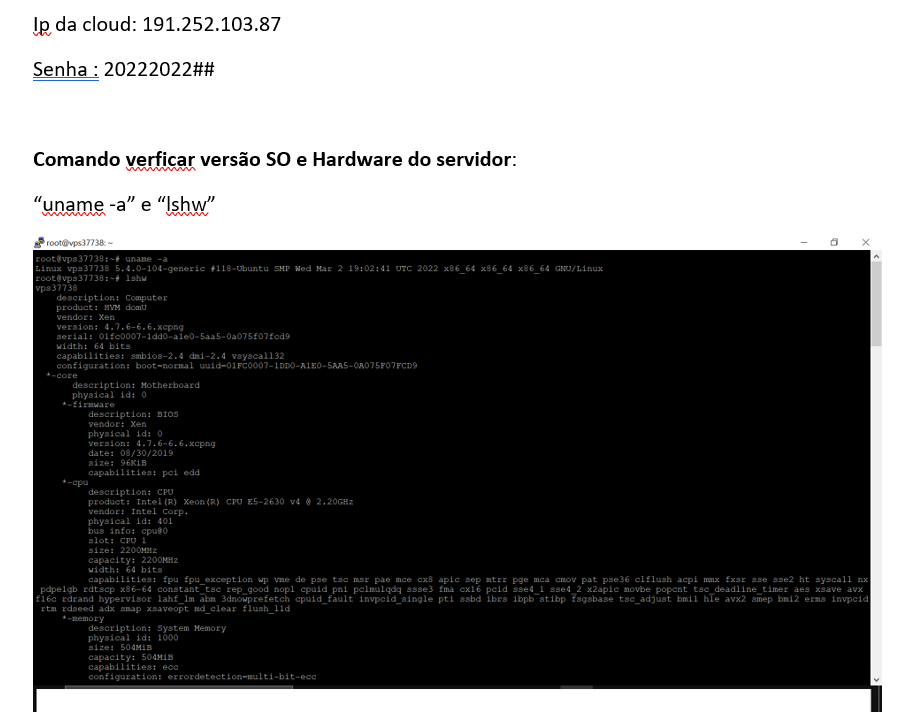 Ip da cloud: 191.252.103.87
Senha : 20222022##
Comando verficar versão SO e Hardware do servidor:
“uname -a” e “lshw”
root@vps37738: ~
root@vps37738:~# uname -a
Linux vps37738 5.4.0-104-generic #118-Ubuntu SMP Wed Mar 2 19:02:41 UTC 2022 x86_64 x86_64 x86_64 GNU/Linux
root@vps37738:~# lshw
vps37738
description: Computer
product: HVM domU
vendor: Xen
version: 4.7.6-6.6.xcpng
serial: 01fc0007-1dd0-a1e0-5aa5-0a075f07fcd9
width: 64 bits
capabilities: smbios-2.4 dmi-2.4 vsyscall32
configuration: boot=normal uuid=01FC0007-1DD0-A1E0-5AA5-0A075F07FCD9
*-core
description: Motherboard
physical id: 0
*-firmware
description: BIOS
vendor: Xen
physical id: 0
version: 4.7.6-6.6.xcpng
date: 08/30/2019
size: 96KiB
capabilities: pci edd
*-cpu
description: CPU
product: Intel(R) Xeon(R) CPU E5-2630 v4 @ 2.20GHz
vendor: Intel Corp.
physical id: 401
bus info: cpu@0
slot: CPU 1
size: 2200MHz
capacity: 2200MHz
width: 64 bits
capabilities: fpu fpu_exception wp vme de pse tsc msr pae mce cx8 apic sep mtrr pge mca cmov pat pse36 clflush acpi mmx fxsr sse sse2 ht syscall nx
pdpe1gb rdtscp x86-64 constant_tsc rep_good nopl cpuid pni pclmulqdq ssse3 fma cx16 pcid sse4_1 sse4_2 x2apic movbe popcnt tsc_deadline_timer aes xsave avx
f16c rdrand hypervisor lahf_lm abm 3dnowprefetch cpuid_fault invpcid_single pti ssbd ibrs ibpb stibp fsgsbase tsc_adjust bmi1 hle avx2 smep bmi2 erms invpcid
rtm rdseed adx smap xsaveopt md_clear flush_l1d
*-memory
description: System Memory
physical id: 1000
size: 504MiB
capacity: 504MiB
capabilities: ecc
configuration: errordetection=multi-bit-ecc